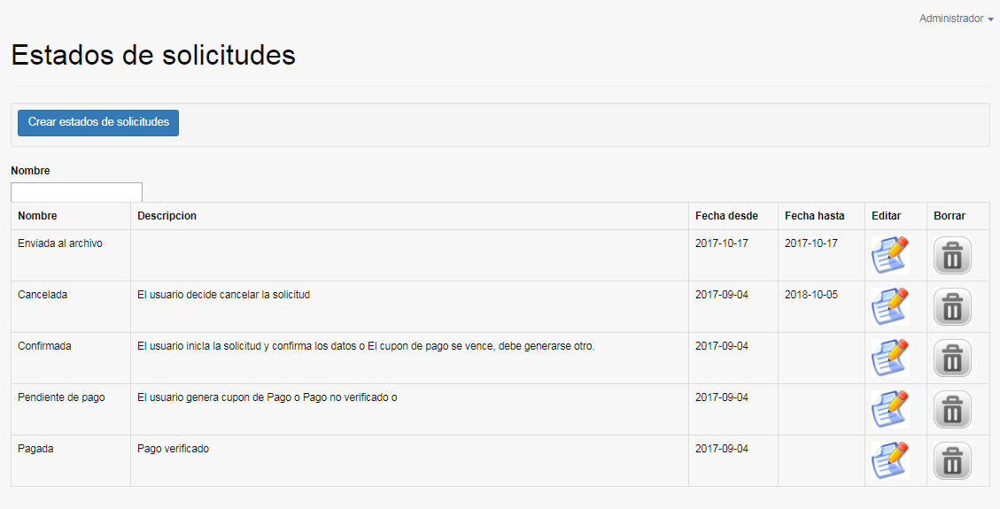 Administrador
Estados de solicitudes
Crear estados de solicitudes
Nombre
Nombre Descripcion Fecha desde Fecha hasta Editar Borrar
Enviada al archivo 2017-10-17 2017-10-17
Cancelada El usuario decide cancelar la solicitud 2017-09-04 2018-10-05
Confirmada El usuario inicla la solicitud y confirma los datos o El cupon de pago se vence, debe generarse otro. 2017-09-04
Pendiente de pago El usuario genera cupon de Pago o Pago no verificado o 2017-09-04
Pagada Pago verificado 2017-09-04